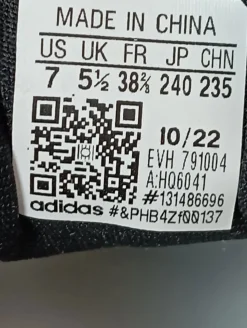 MADE IN CHINA
US UK FR JP CHN
7 5½ 38⅔ 240 235
10/22
EVH 791004
A:HQ6041
#131486696
adidas #&PHB4Zf00137